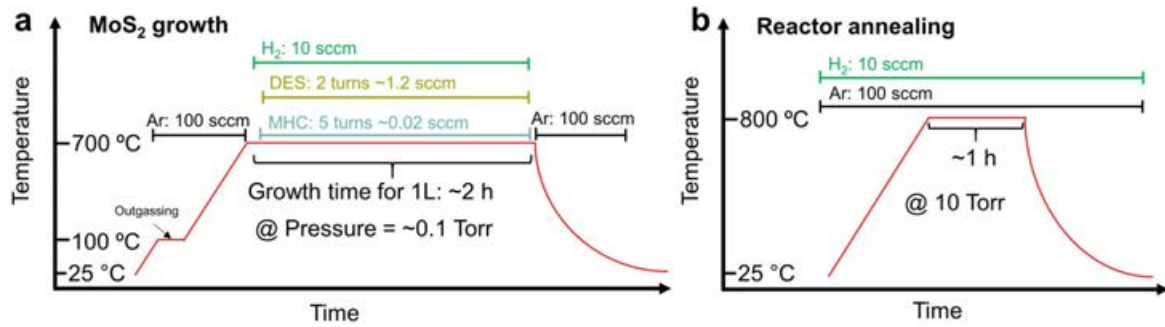 a MoS₂ growth
H₂: 10 sccm
DES: 2 turns ~1.2 sccm
Ar: 100 sccm
MHC: 5 turns ~0.02 sccm
Ar: 100 sccm
700 ºC
Growth time for 1L: ~2 h
@ Pressure = ~0.1 Torr
Outgassing
100 ºC
25 °C
Temperature
Time
b Reactor annealing
H₂: 10 sccm
Ar: 100 sccm
800 ºC
~1 h
@ 10 Torr
25 °C
Temperature
Time